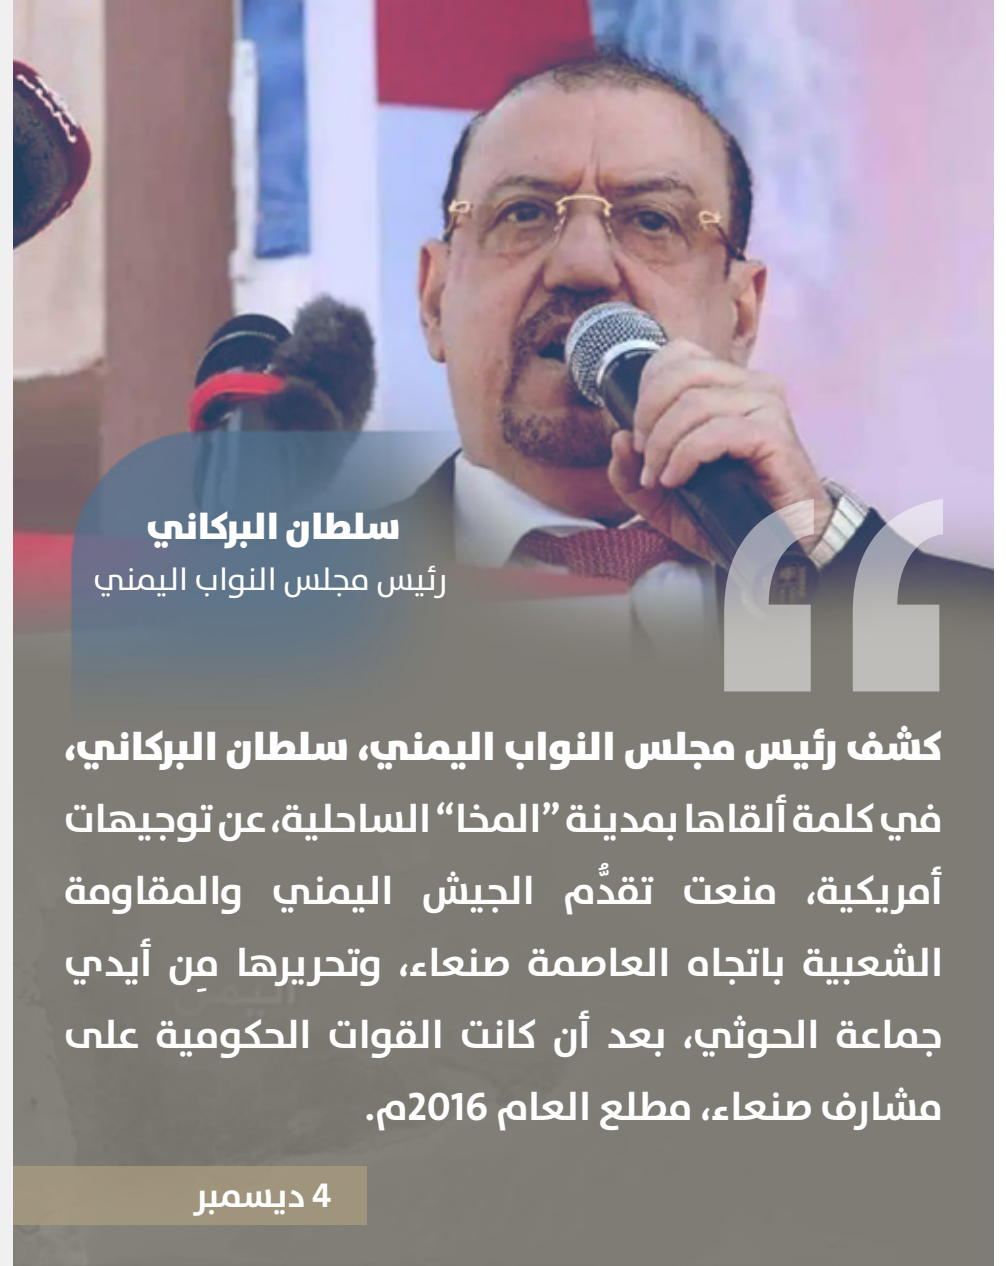 سلطان البركاني
رئيس مجلس النواب اليمني
كشف رئيس مجلس النواب اليمني، سلطان البركاني،
في كلمة ألقاها بمدينة "المخا" الساحلية، عن توجيهات
أمريكية، منعت تقدُّم الجيش اليمني والمقاومة
الشعبية باتجاه العاصمة صنعاء، وتحريرها مِن أيدي
جماعة الحوثي، بعد أن كانت القوات الحكومية على
مشارف صنعاء، مطلع العام 2016م.
اليمن
4 ديسمبر